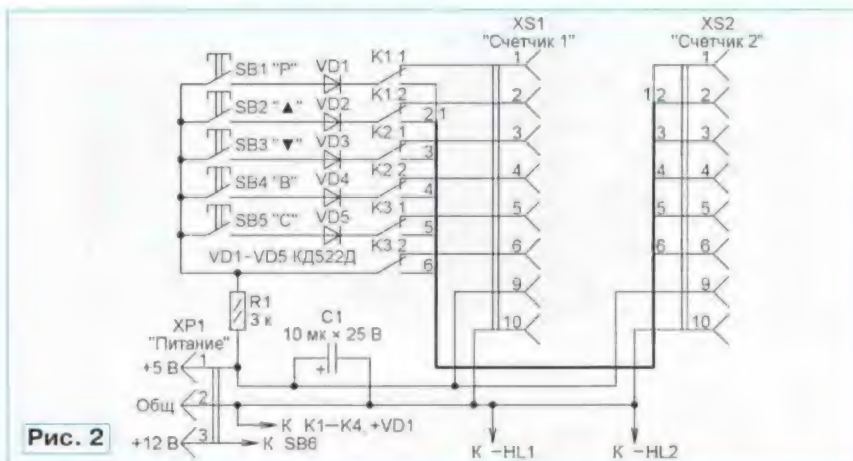 XS1
"Счетчик 1"
XS2
"Счетчик 2"
SB1 "Р"
VD1
K1.1
1
1
SB2 "▲"
VD2
K1.2
2
1
2
1
2
2
SB3 "▼"
VD3
K2.1
3
3
3
3
SB4 "В"
VD4
K2.2
4
4
4
4
SB5 "С"
VD5
K3.1
5
5
5
5
VD1-VD5 КД522Д
K3.2
6
6
6
6
9
9
10
10
R1
3 к
C1
10 мк × 25 В
+
XP1
"Питание"
+5 В
1
Общ
2
+12 В
3
К K1-K4, +VD1
К SB6
К -HL1
К -HL2
Рис. 2